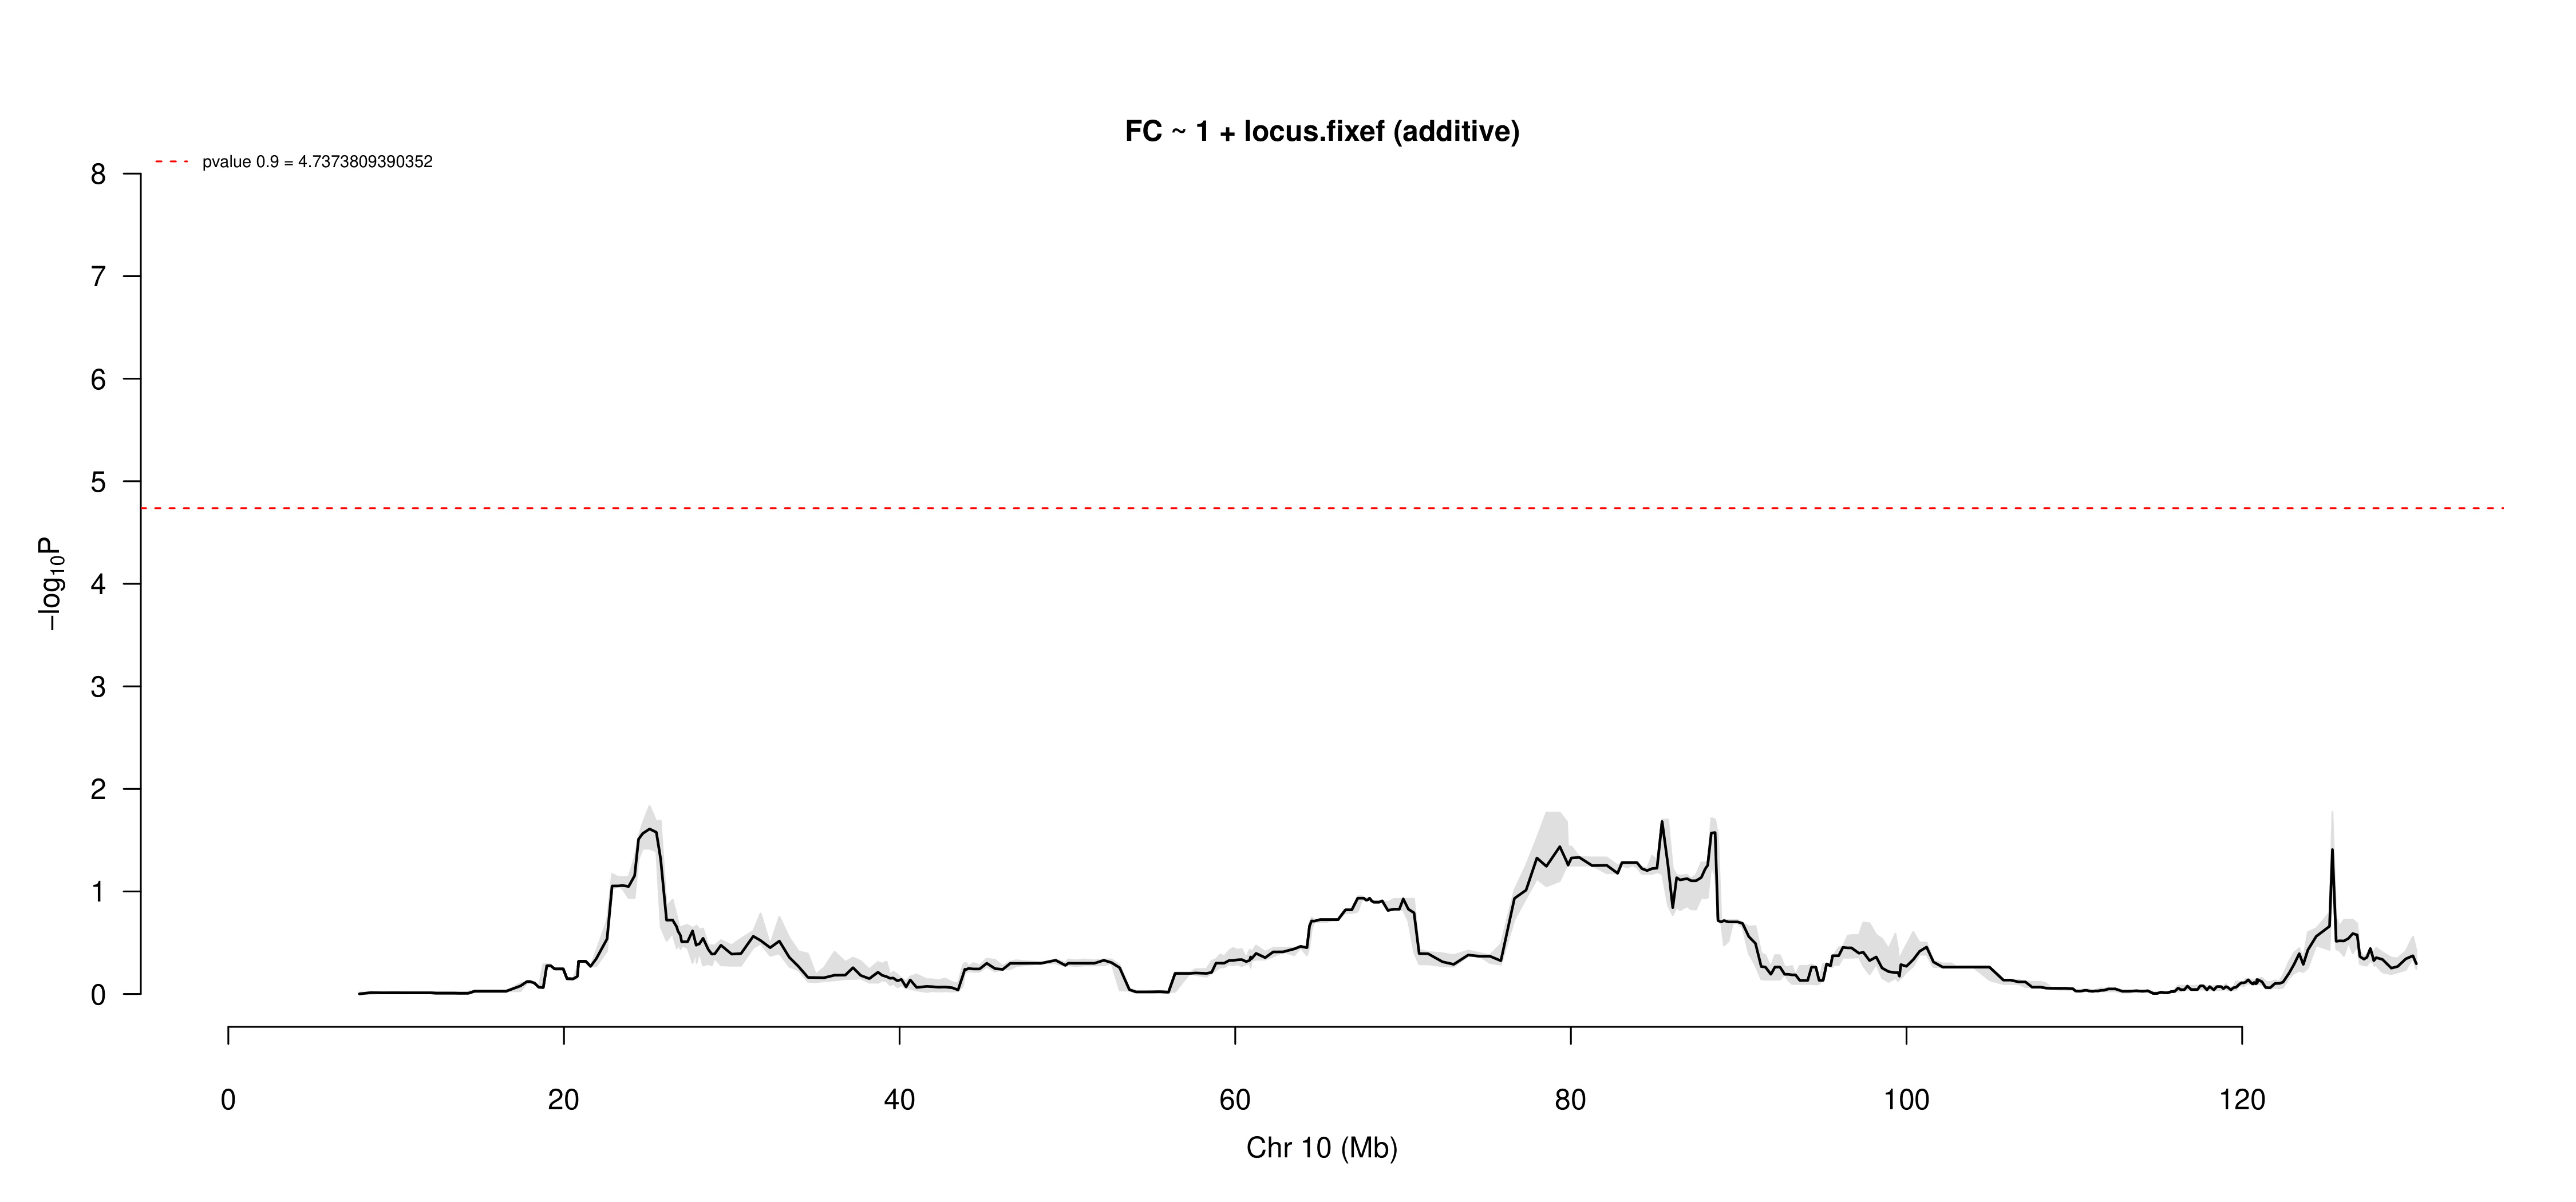 FC ~ 1 + locus.fixef (additive)
pvalue 0.9 = 4.7373809390352
8
7
6
5
4
3
2
1
0
−log₁₀P
0 20 40 60 80 100 120
Chr 10 (Mb)